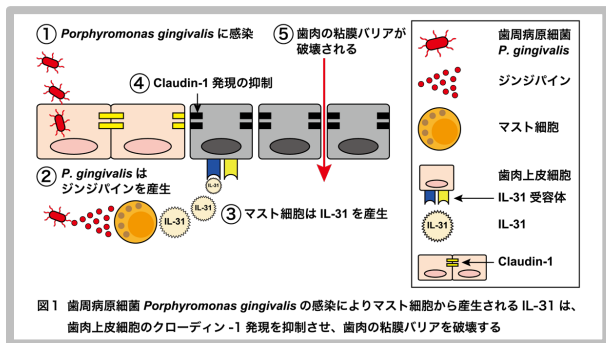 ① Porphyromonas gingivalis に感染
⑤ 歯肉の粘膜バリアが
破壊される
④ Claudin-1 発現の抑制
② P. gingivalis は
ジンジパインを産生
IL-31
IL-31
IL-31
IL-31
③ マスト細胞は IL-31 を産生
歯周病原細菌
P. gingivalis
ジンジパイン
マスト細胞
歯肉上皮細胞
IL-31 受容体
IL-31
IL-31
Claudin-1
図1 歯周病原細菌 Porphyromonas gingivalis の感染によりマスト細胞から産生される IL-31 は、
歯肉上皮細胞のクローディン -1 発現を抑制させ、歯肉の粘膜バリアを破壊する